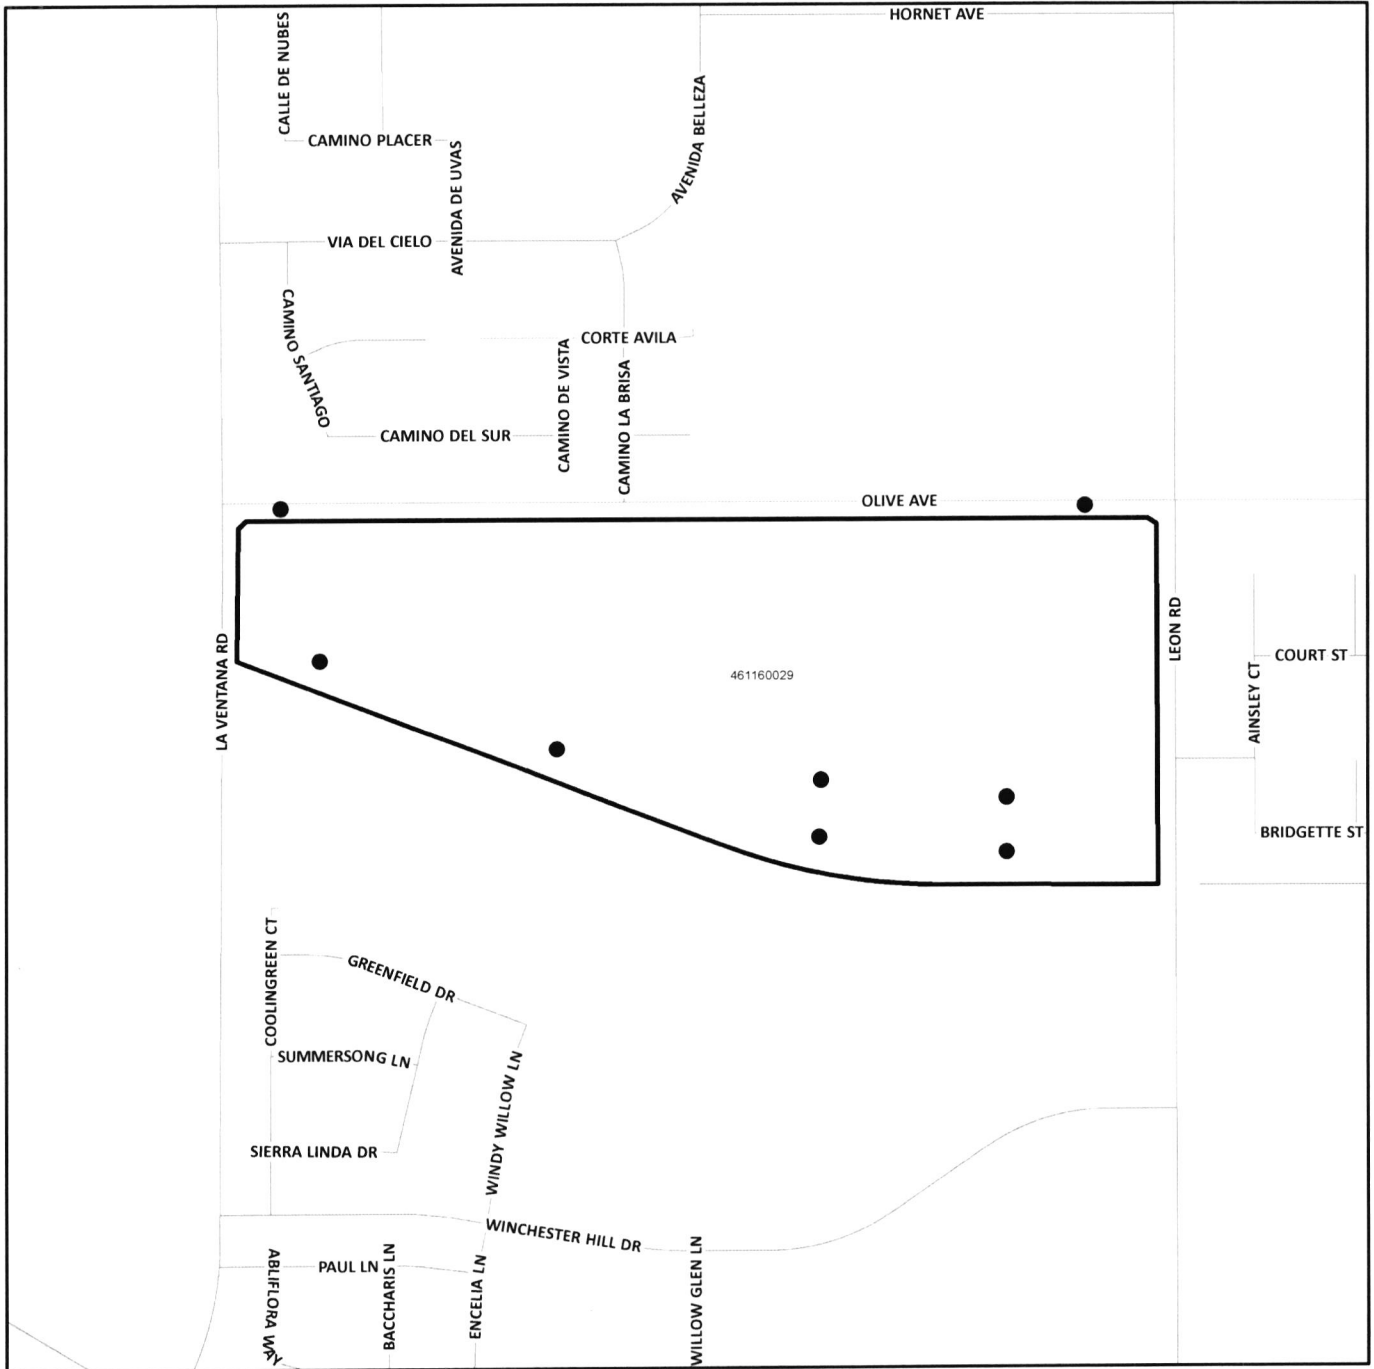 HORNET AVE
CALLE DE NUBES
AVENIDA BELLEZA
CAMINO PLACER
AVENIDA DE UVAS
VIA DEL CIELO
CAMINO SANTIAGO
CORTE AVILA
CAMINO DE VISTA
CAMINO LA BRISA
CAMINO DEL SUR
OLIVE AVE
LEON RD
LA VENTANA RD
COURT ST
461160029
AINSLEY CT
BRIDGETTE ST
COOLINGREEN CT
GREENFIELD DR
SUMMERSONG LN
WINDY WILLOW LN
SIERRA LINDA DR
WINCHESTER HILL DR
WILLOW GLEN LN
ABLIFLORA WAY
PAUL LN
BACCHARIS LN
ENCELIA LN